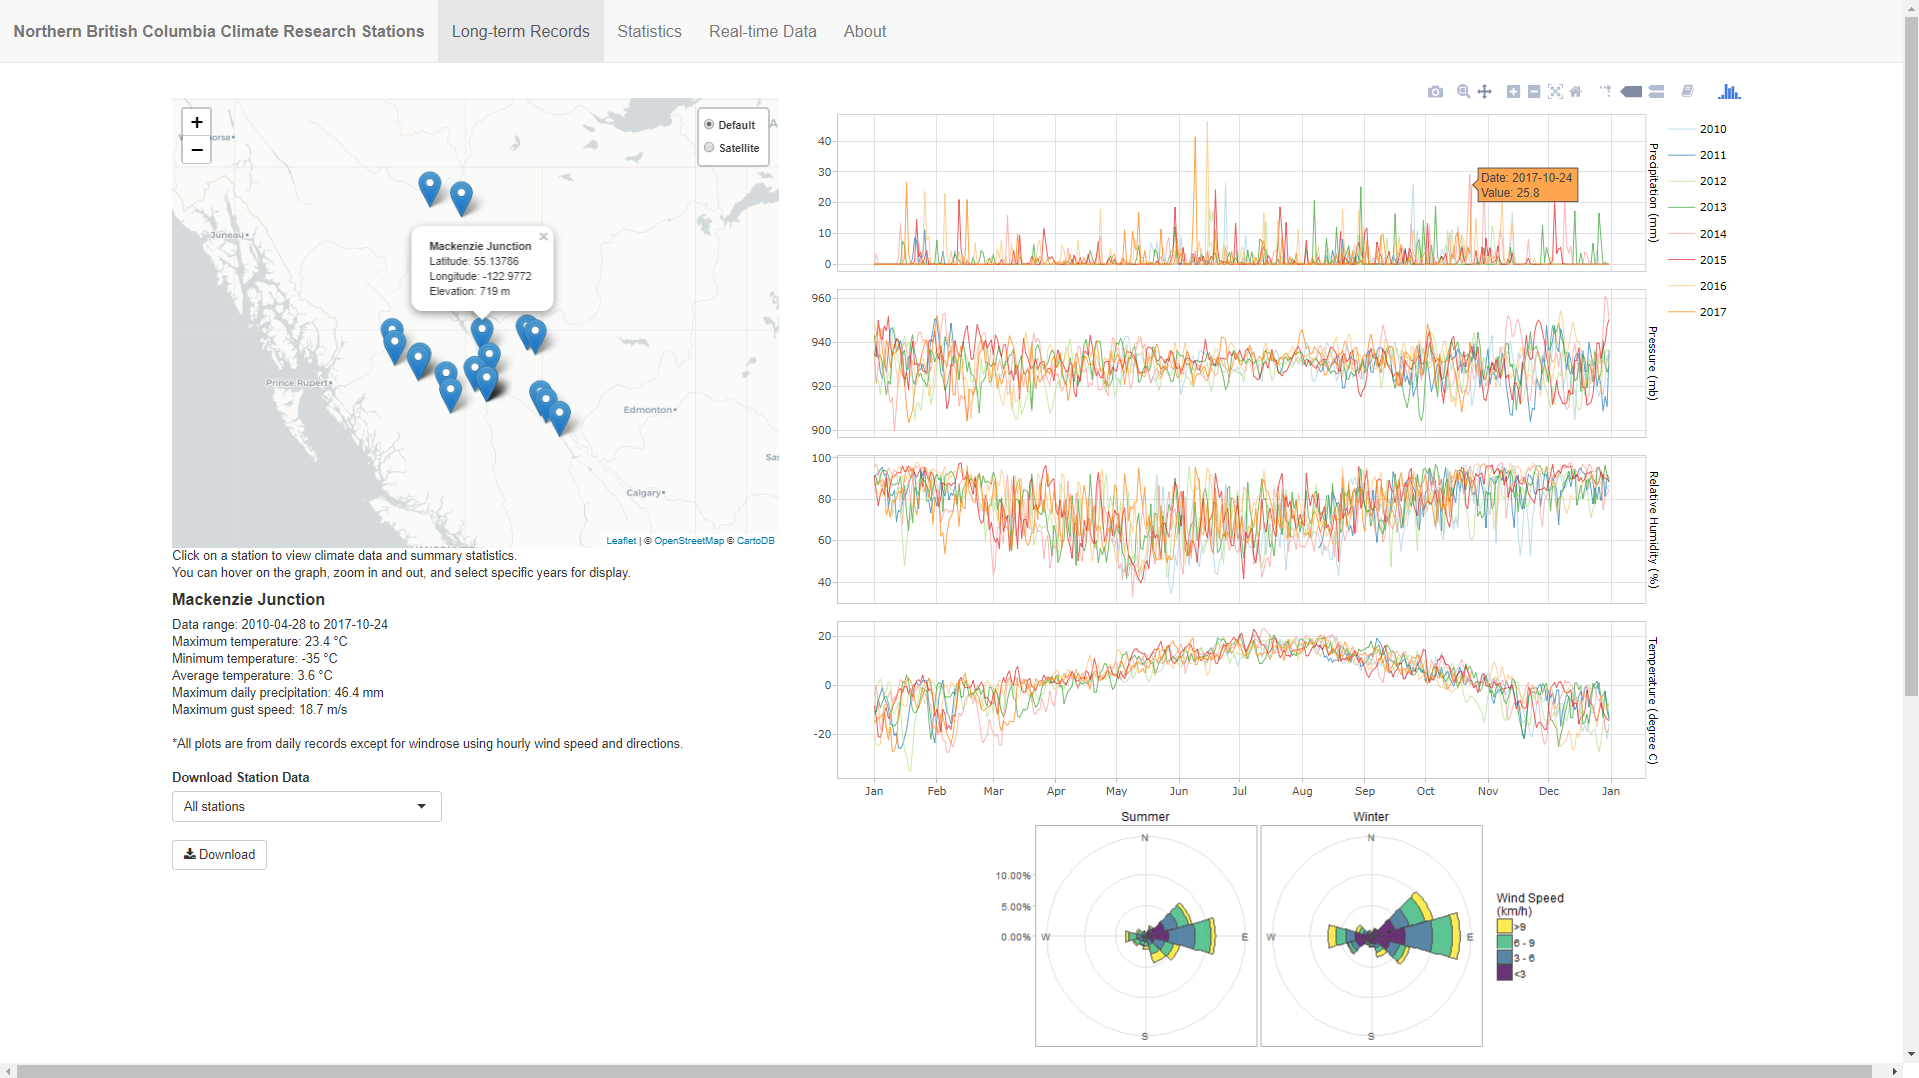 Northern British Columbia Climate Research Stations
Long-term Records
Statistics
Real-time Data
About
+
−
Default
Satellite
Juneau
Mackenzie Junction
×
Latitude: 55.13786
Longitude: -122.9772
Elevation: 719 m
Prince Rupert
Edmonton
Calgary
Leaflet | © OpenStreetMap © CartoDB
Click on a station to view climate data and summary statistics.
You can hover on the graph, zoom in and out, and select specific years for display.
Mackenzie Junction
Data range: 2010-04-28 to 2017-10-24
Maximum temperature: 23.4 °C
Minimum temperature: -35 °C
Average temperature: 3.6 °C
Maximum daily precipitation: 46.4 mm
Maximum gust speed: 18.7 m/s
*All plots are from daily records except for windrose using hourly wind speed and directions.
Download Station Data
All stations
Download
40
30
20
10
0
Precipitation (mm)
Date: 2017-10-24
Value: 25.8
2010
2011
2012
2013
2014
2015
2016
2017
960
940
920
900
Pressure (mb)
100
80
60
40
Relative Humidity (%)
20
0
-20
Temperature (degree C)
Jan Feb Mar Apr May Jun Jul Aug Sep Oct Nov Dec Jan
Summer
Winter
10.00%
5.00%
0.00%
N
W
E
S
N
W
E
S
Wind Speed
(km/h)
>9
6 - 9
3 - 6
<3